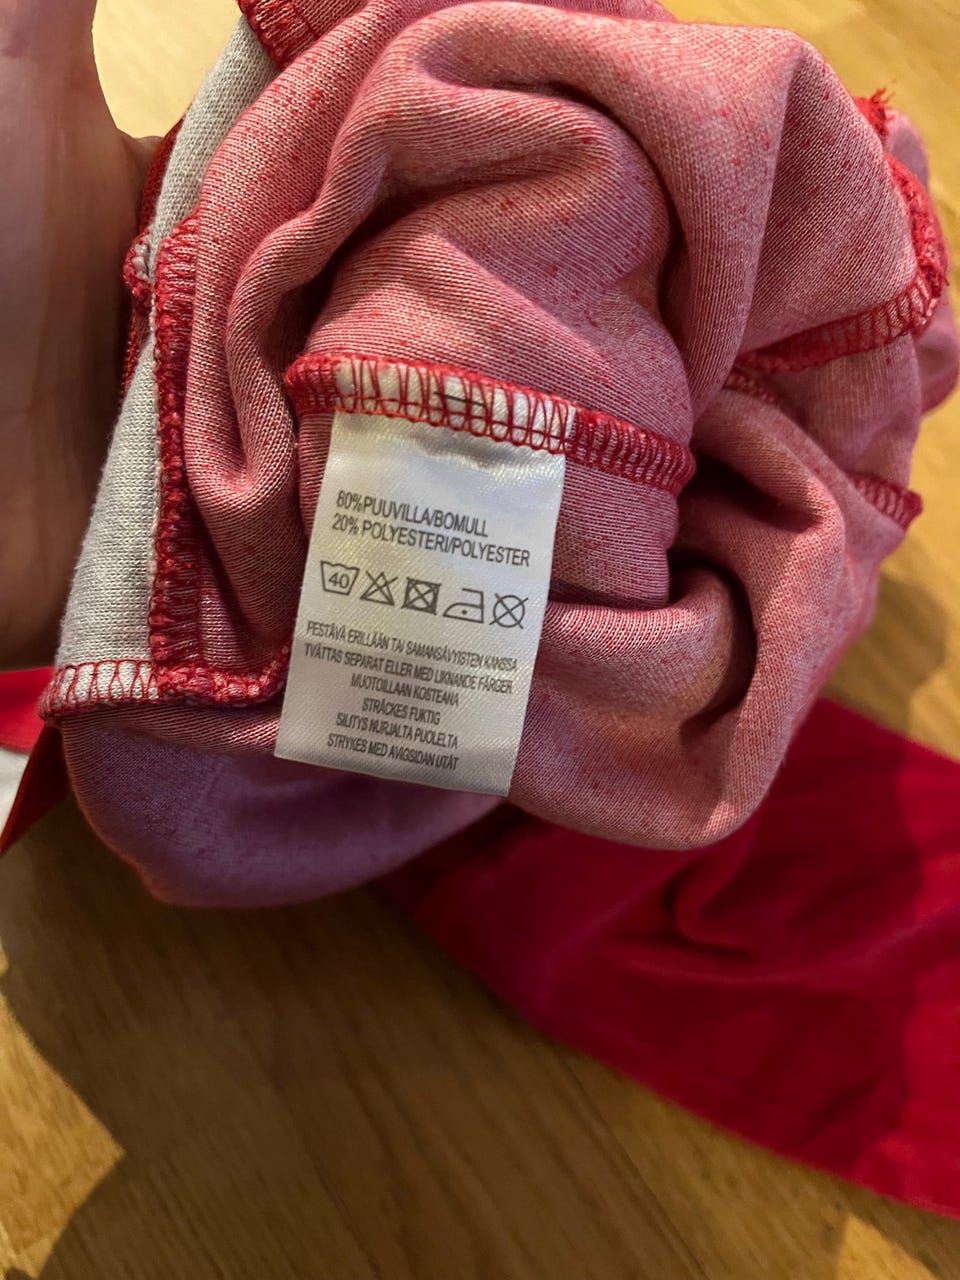 80%PUUVILLA/BOMULL
20% POLYESTERI/POLYESTER
40
PESTÄVÄ ERILLÄÄN TAI SAMANSÄVYISTEN KANSSA
TVÄTTAS SEPARAT ELLER MED LIKNANDE FÄRGER
MUOTOILLAAN KOSTEANA
STRÄCKES FUKTIG
SILITYS NURJALTA PUOLELTA
STRYKES MED AVIGSIDAN UTÅT